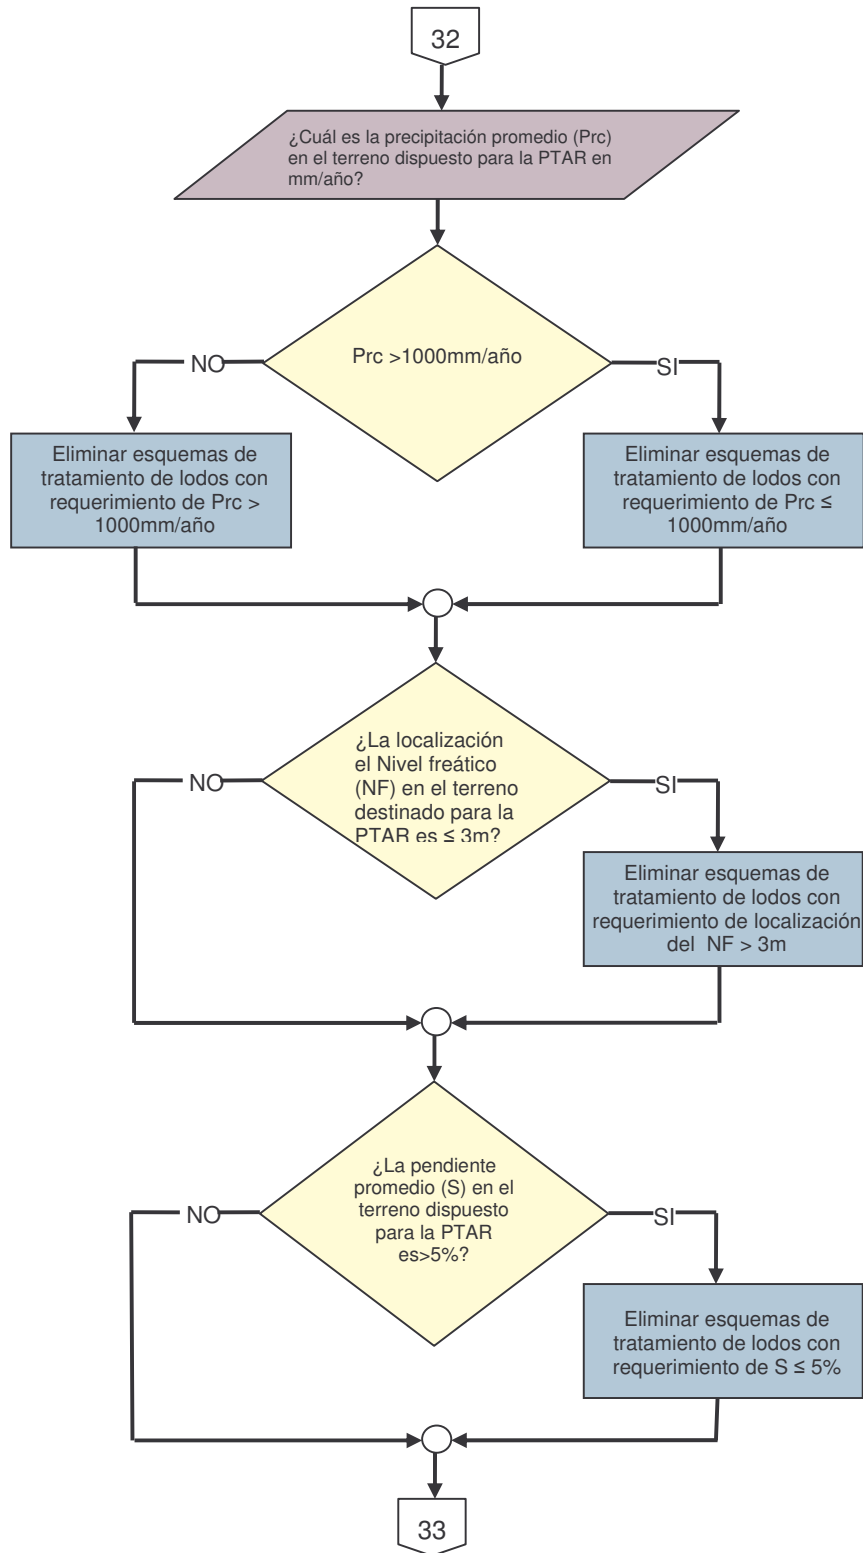 32
¿Cuál es la precipitación promedio (Prc)
en el terreno dispuesto para la PTAR en
mm/año?
Prc >1000mm/año
NO
SI
Eliminar esquemas de
tratamiento de lodos con
requerimiento de Prc >
1000mm/año
Eliminar esquemas de
tratamiento de lodos con
requerimiento de Prc ≤
1000mm/año
¿La localización
el Nivel freático
(NF) en el terreno
destinado para la
PTAR es ≤ 3m?
NO
SI
Eliminar esquemas de
tratamiento de lodos con
requerimiento de localización
del NF > 3m
¿La pendiente
promedio (S) en el
terreno dispuesto
para la PTAR
es>5%?
NO
SI
Eliminar esquemas de
tratamiento de lodos con
requerimiento de S ≤ 5%
33